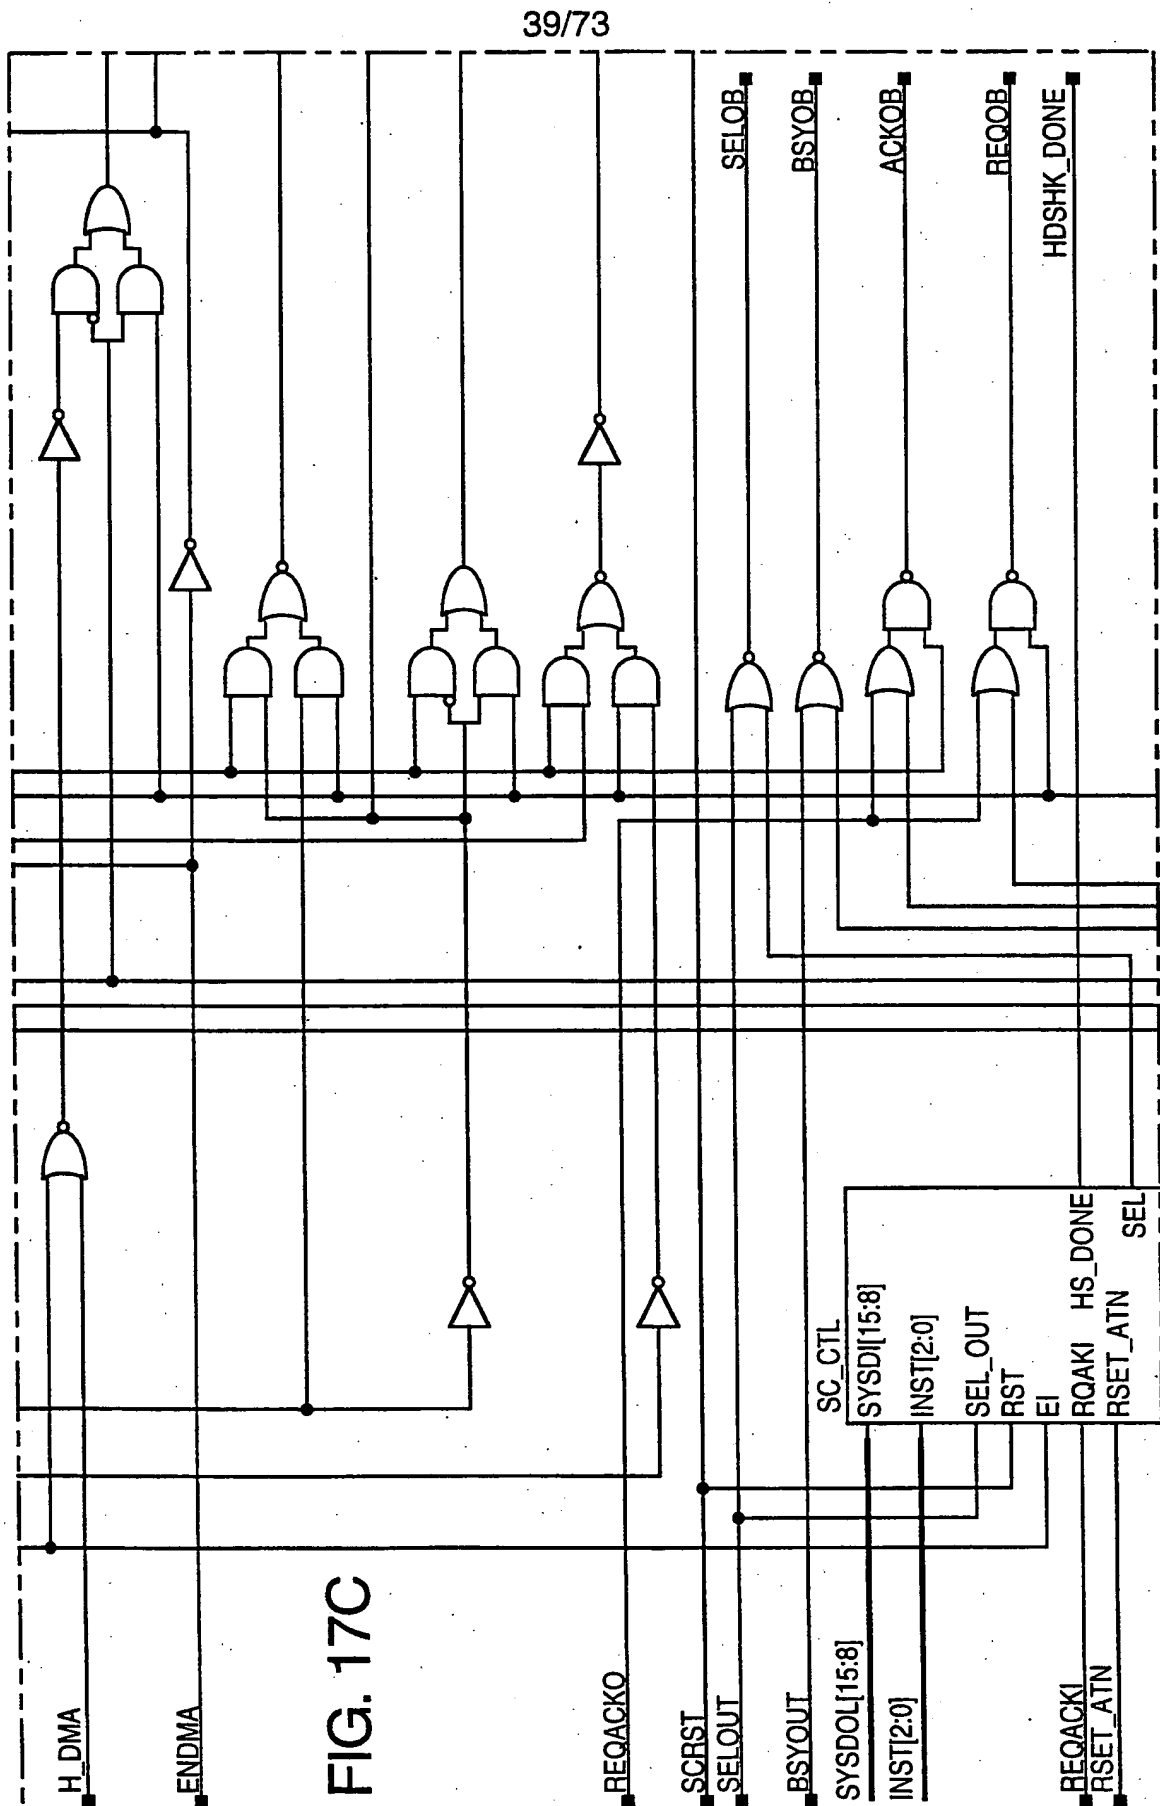 39/73
SELOB
BSYOB
ACKOB
REQOB
HDSHK_DONE
SC_CTL
SYSDI[15:8]
INST[2:0]
SEL_OUT
RST
EI
RQAKI HS_DONE
RSET_ATN SEL
H_DMA
ENDMA
FIG. 17C
REQACKO
SCRST
SELOUT
BSYOUT
SYSDOL[15:8]
INST[2:0]
REQACKI
RSET_ATN